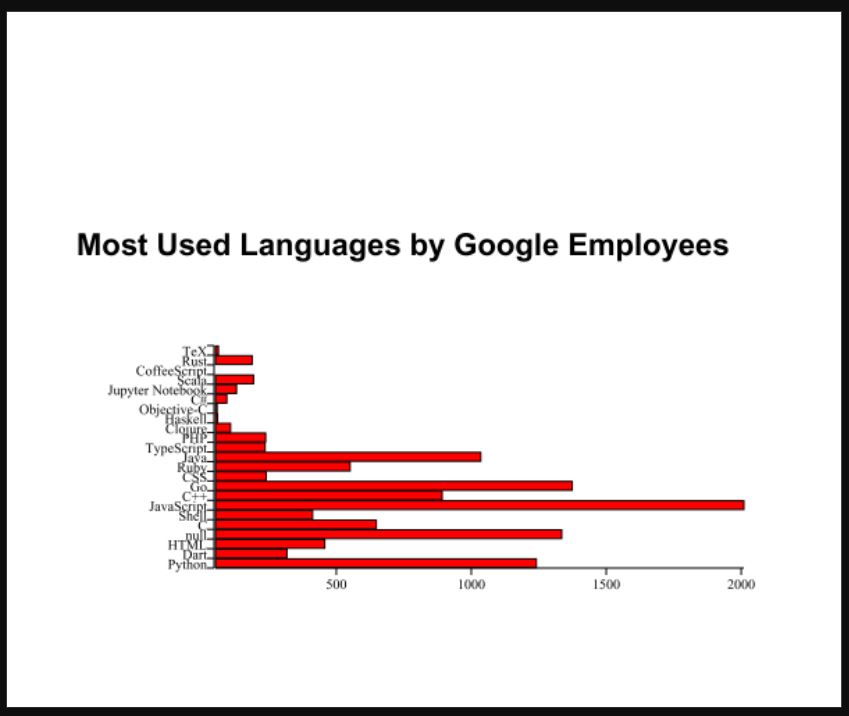 Most Used Languages by Google Employees
TeX
Rust
CoffeeScript
Scala
Jupyter Notebook
C#
Objective-C
Haskell
Clojure
PHP
TypeScript
Java
Ruby
CSS
Go
C++
JavaScript
Shell
C
null
HTML
Dart
Python
500 1000 1500 2000